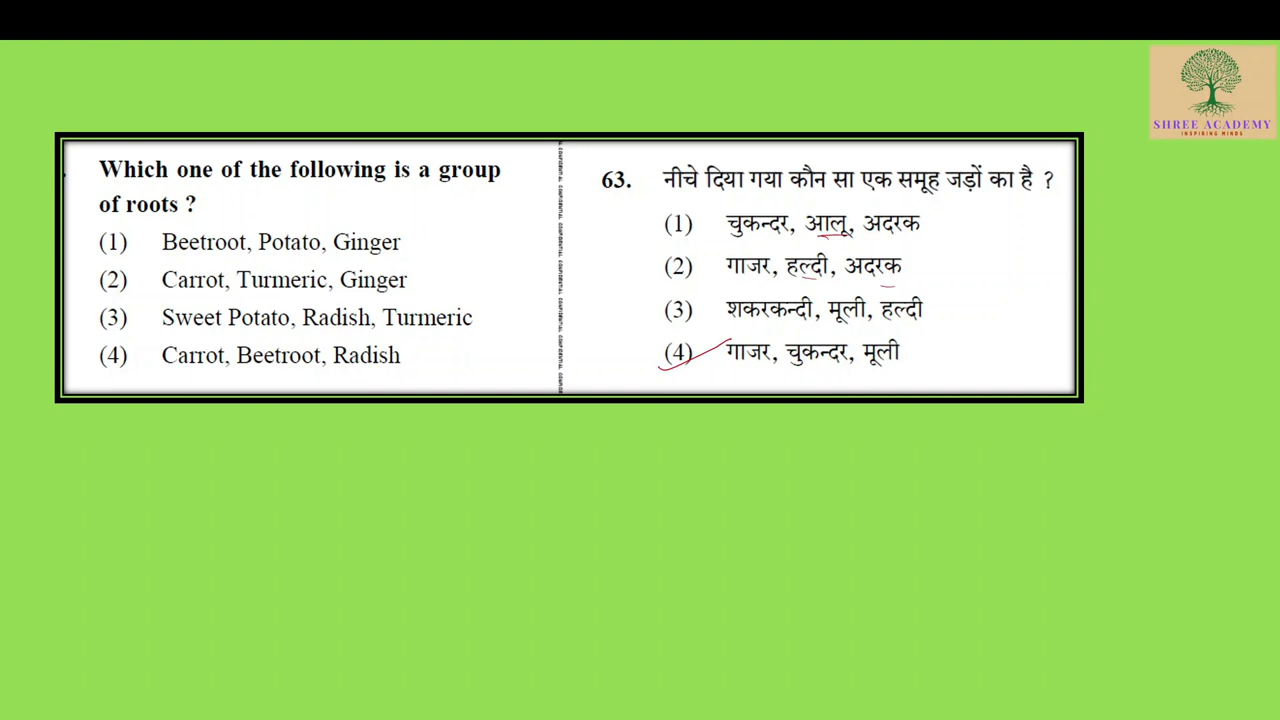 SHREE ACADEMY
INSPIRING MINDS
Which one of the following is a group
of roots ?
(1) Beetroot, Potato, Ginger
(2) Carrot, Turmeric, Ginger
(3) Sweet Potato, Radish, Turmeric
(4) Carrot, Beetroot, Radish
63. नीचे दिया गया कौन सा एक समूह जड़ों का है ?
(1) चुकन्दर, आलू, अदरक
(2) गाजर, हल्दी, अदरक
(3) शकरकन्दी, मूली, हल्दी
(4) गाजर, चुकन्दर, मूली